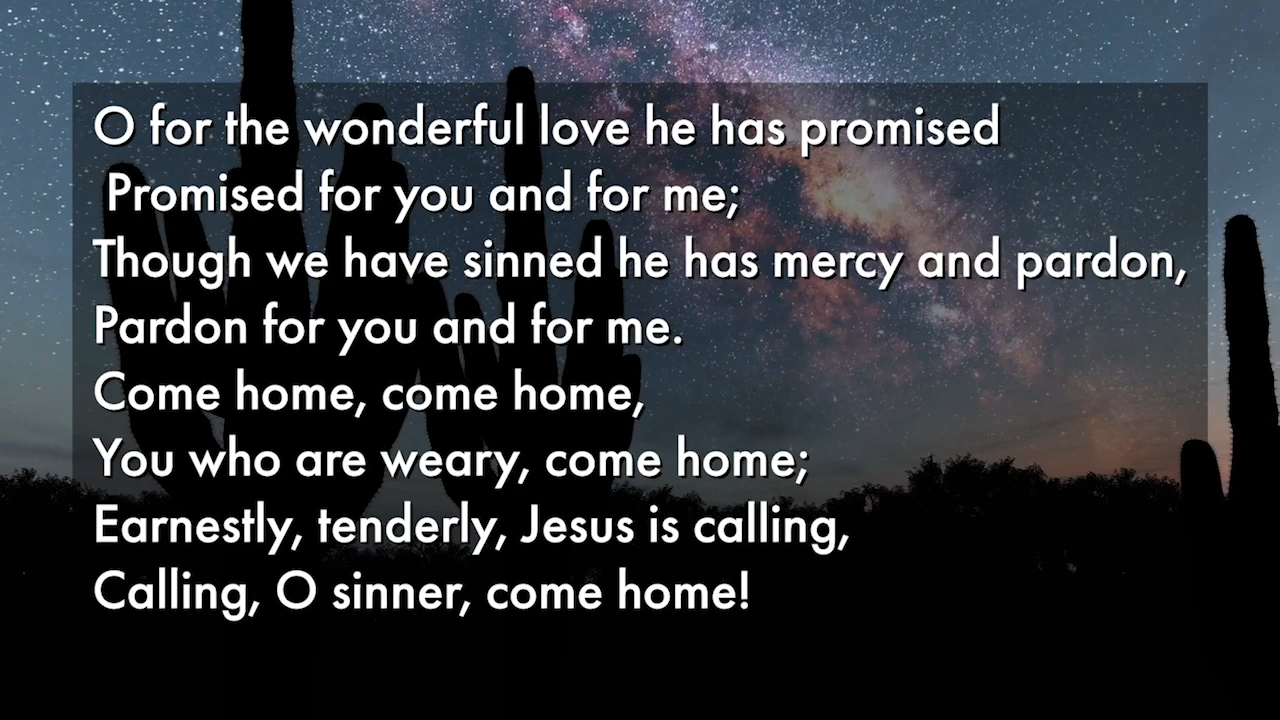 O for the wonderful love he has promised
Promised for you and for me;
Though we have sinned he has mercy and pardon,
Pardon for you and for me.
Come home, come home,
You who are weary, come home;
Earnestly, tenderly, Jesus is calling,
Calling, O sinner, come home!